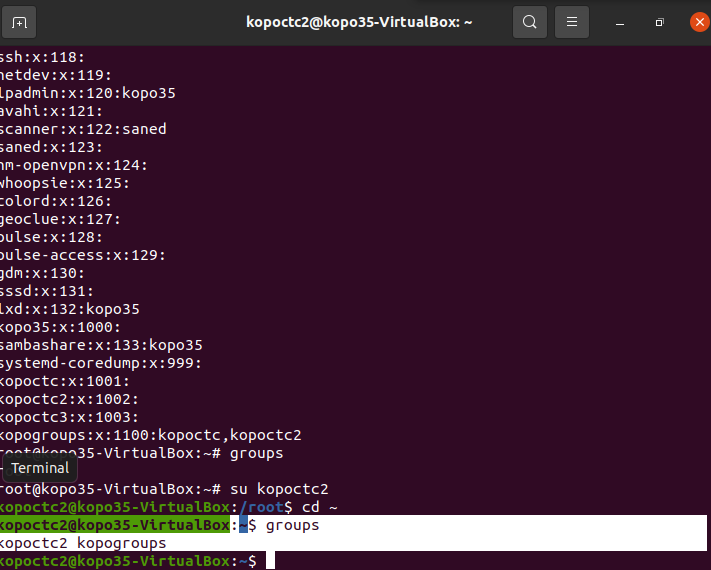 kopoctc2@kopo35-VirtualBox: ~
ssh:x:118:
netdev:x:119:
lpadmin:x:120:kopo35
avahi:x:121:
scanner:x:122:saned
saned:x:123:
nm-openvpn:x:124:
whoopsie:x:125:
colord:x:126:
geoclue:x:127:
pulse:x:128:
pulse-access:x:129:
gdm:x:130:
sssd:x:131:
lxd:x:132:kopo35
kopo35:x:1000:
sambashare:x:133:kopo35
systemd-coredump:x:999:
kopoctc:x:1001:
kopoctc2:x:1002:
kopoctc3:x:1003:
kopogroups:x:1100:kopoctc,kopoctc2
root@kopo35-VirtualBox:~# groups
Terminal
root@kopo35-VirtualBox:~# su kopoctc2
kopoctc2@kopo35-VirtualBox:/root$ cd ~
kopoctc2@kopo35-VirtualBox:~$ groups
kopoctc2 kopogroups
kopoctc2@kopo35-VirtualBox:~$